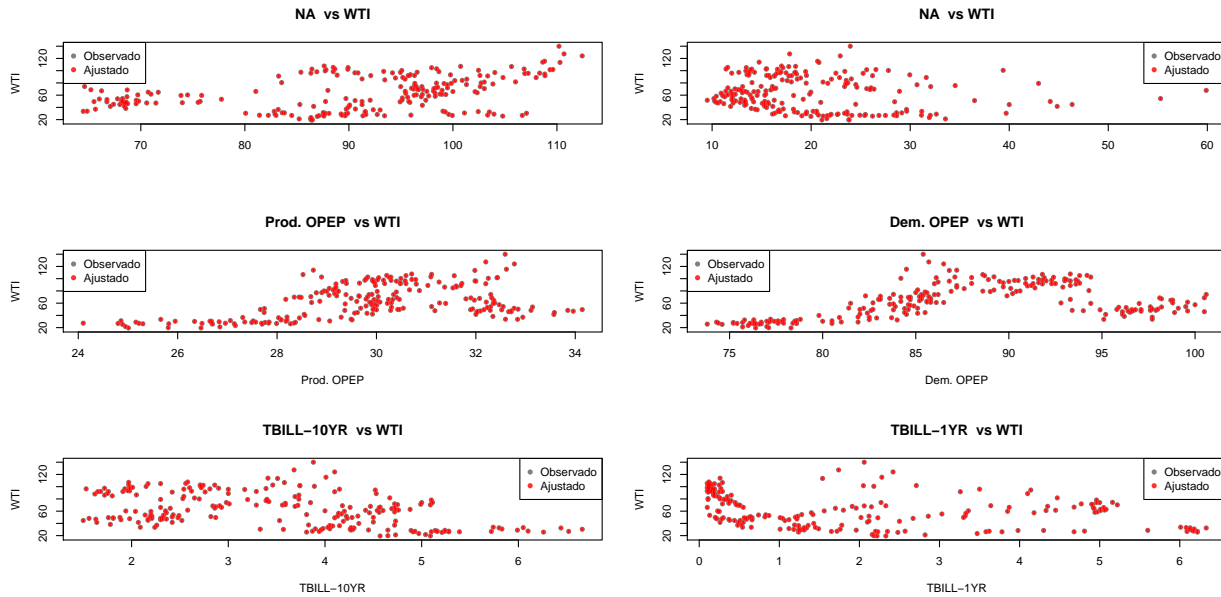 NA vs WTI
WTI
20 60 120
Observado
Ajustado
70 80 90 100 110
NA vs WTI
WTI
20 60 120
Observado
Ajustado
10 20 30 40 50 60
Prod. OPEP vs WTI
WTI
20 60 120
Observado
Ajustado
24 26 28 30 32 34
Prod. OPEP
Dem. OPEP vs WTI
WTI
20 60 120
Observado
Ajustado
75 80 85 90 95 100
Dem. OPEP
TBILL−10YR vs WTI
WTI
20 60 120
Observado
Ajustado
2 3 4 5 6
TBILL−10YR
TBILL−1YR vs WTI
WTI
20 60 120
Observado
Ajustado
0 1 2 3 4 5 6
TBILL−1YR